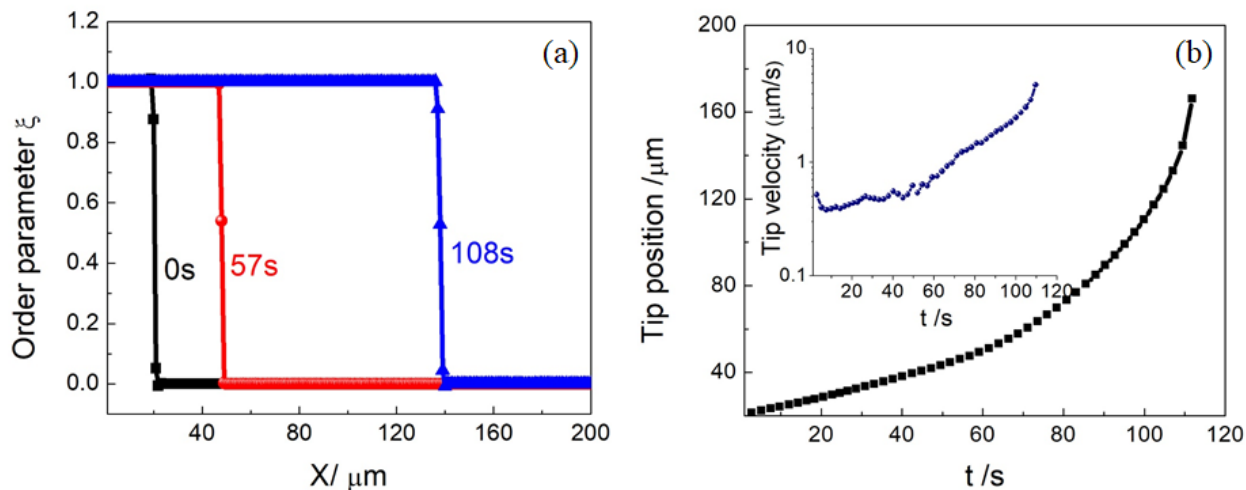 (a)
1.2
1.0
0.8
0.6
0.4
0.2
0.0
Order parameter ξ
0s
57s
108s
40 80 120 160 200
X/ μm
(b)
200
160
120
80
40
Tip position /μm
20 40 60 80 100 120
t /s
10
1
0.1
Tip velocity (μm/s)
20 40 60 80 100 120
t /s